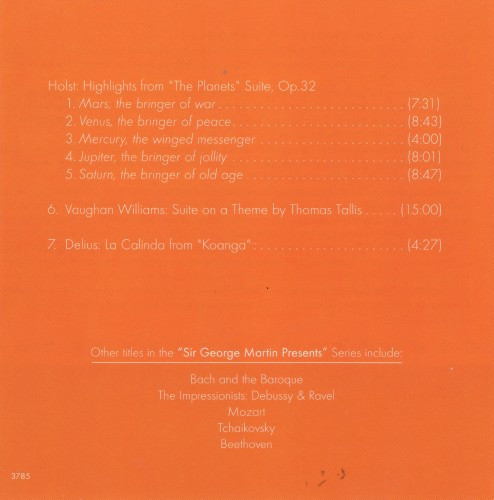 Holst: Highlights from "The Planets" Suite, Op.32
1. Mars, the bringer of war . . . . . . . . . . . . . . . . . . . . . . . . . . (7:31)
2. Venus, the bringer of peace . . . . . . . . . . . . . . . . . . . . . . . . (8:43)
3. Mercury, the winged messenger . . . . . . . . . . . . . . . . . . . . . (4:00)
4. Jupiter, the bringer of jollity . . . . . . . . . . . . . . . . . . . . . . . . . (8:01)
5. Saturn, the bringer of old age . . . . . . . . . . . . . . . . . . . . . . . (8:47)
6. Vaughan Williams: Suite on a Theme by Thomas Tallis . . . . . (15:00)
7. Delius: La Calinda from "Koanga": . . . . . . . . . . . . . . . . . . . . (4:27)
Other titles in the "Sir George Martin Presents" Series include:
Bach and the Baroque
The Impressionists: Debussy & Ravel
Mozart
Tchaikovsky
Beethoven
3785